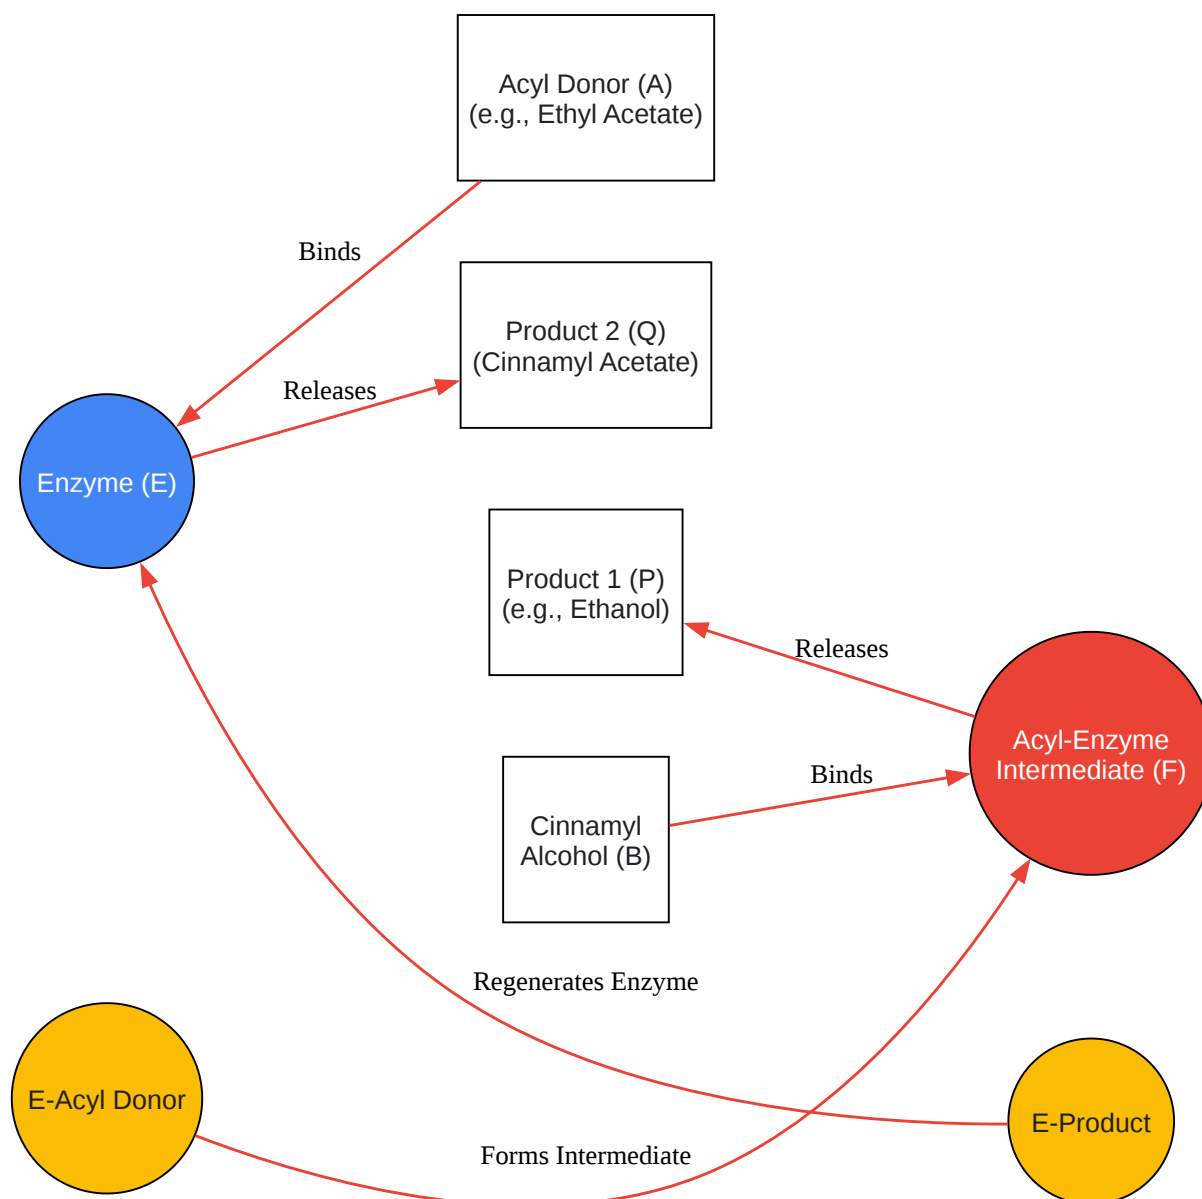 Acyl Donor (A)
(e.g., Ethyl Acetate)
Binds
Product 2 (Q)
(Cinnamyl Acetate)
Releases
Enzyme (E)
Product 1 (P)
(e.g., Ethanol)
Releases
Acyl-Enzyme
Intermediate (F)
Binds
Cinnamyl
Alcohol (B)
Regenerates Enzyme
E-Acyl Donor
E-Product
Forms Intermediate